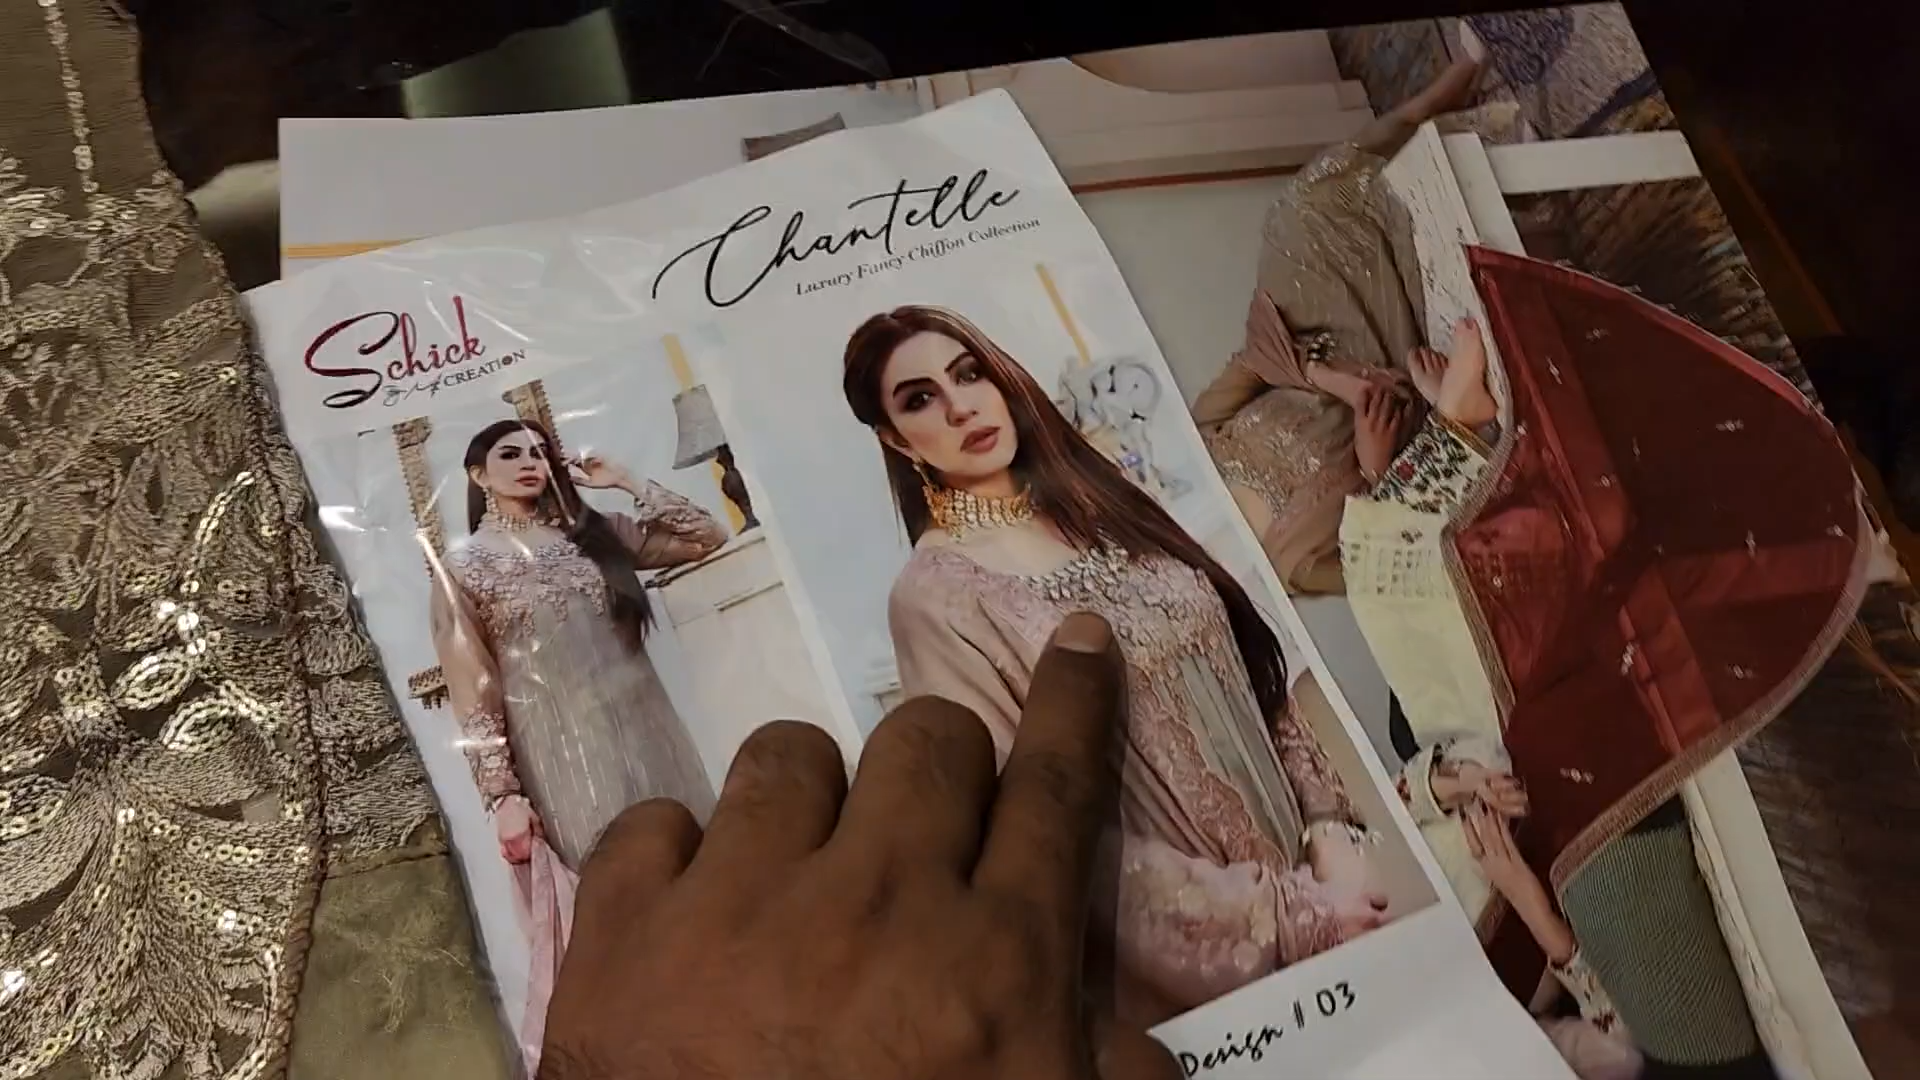 Chantelle
Luxury Fancy Chiffon Collection
Schick
CREATION
Design # 03